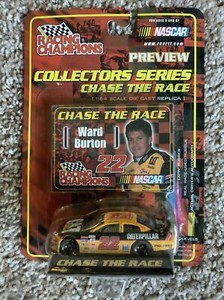 RACING
CHAMPIONS
NASCAR
PREVIEW
COLLECTORS SERIES
CHASE THE RACE
1:64 SCALE DIE CAST REPLICA
CHASE THE RACE
Ward
Burton
22
RACING
CHAMPIONS
NASCAR
CATERPILLAR
22
CHASE THE RACE